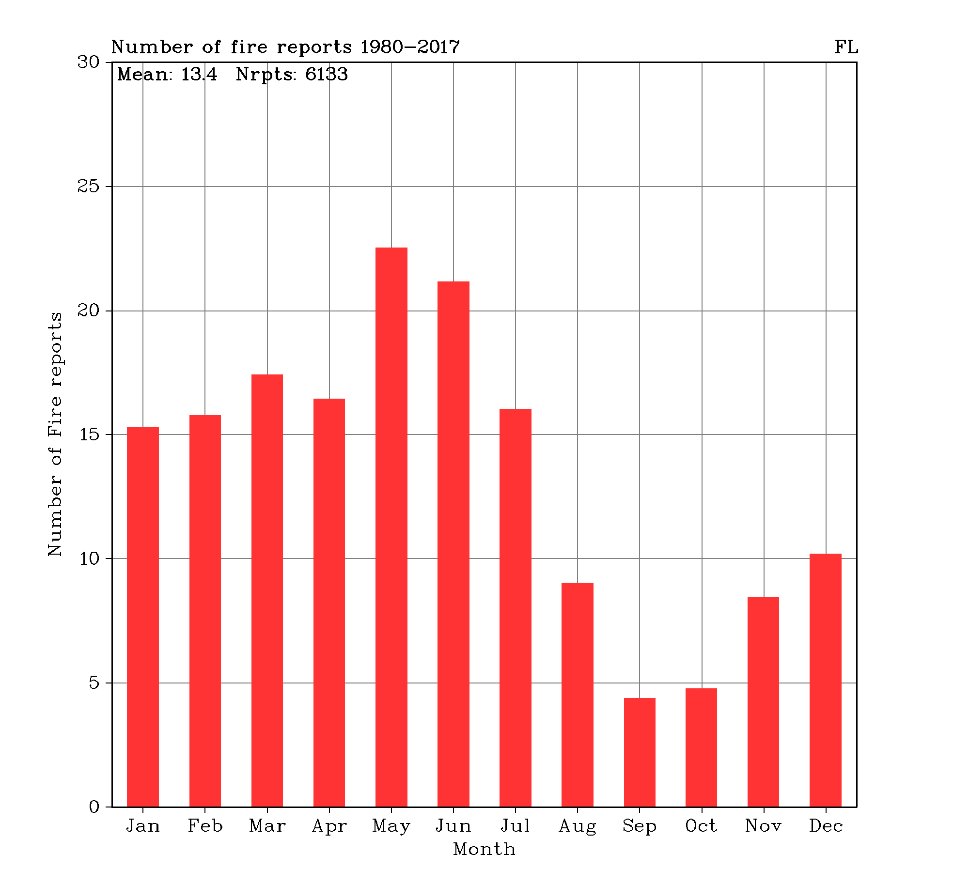 Number of fire reports 1980-2017 FL
Mean: 13.4 Nrpts: 6133
30
25
20
15
10
5
0
Number of Fire reports
Jan Feb Mar Apr May Jun Jul Aug Sep Oct Nov Dec
Month